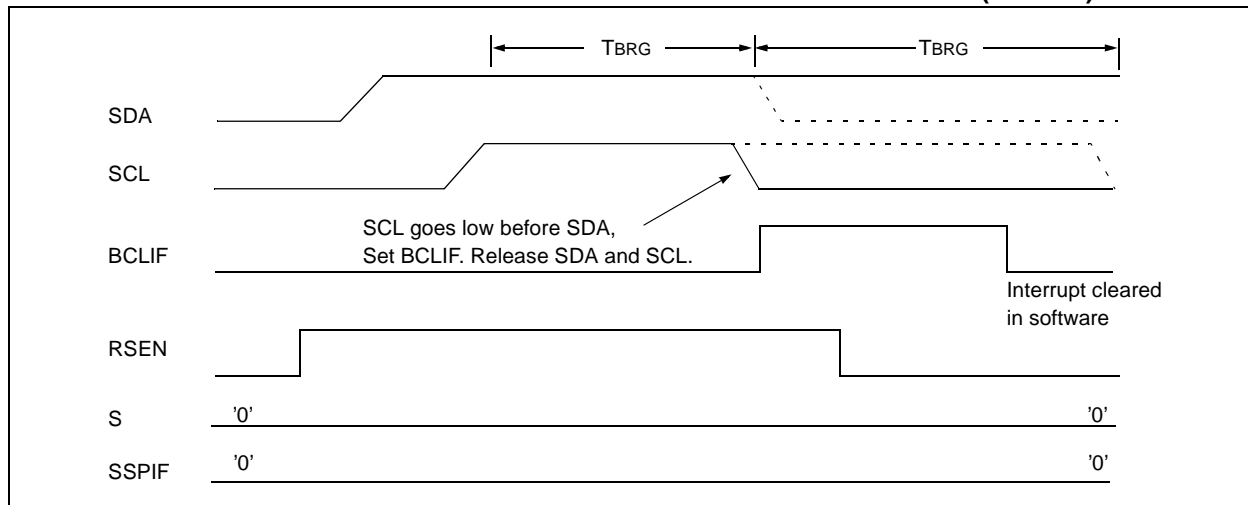 TBRG TBRG
SDA
SCL
SCL goes low before SDA,
Set BCLIF. Release SDA and SCL.
BCLIF
Interrupt cleared
in software
RSEN
S '0' '0'
SSPIF '0' '0'